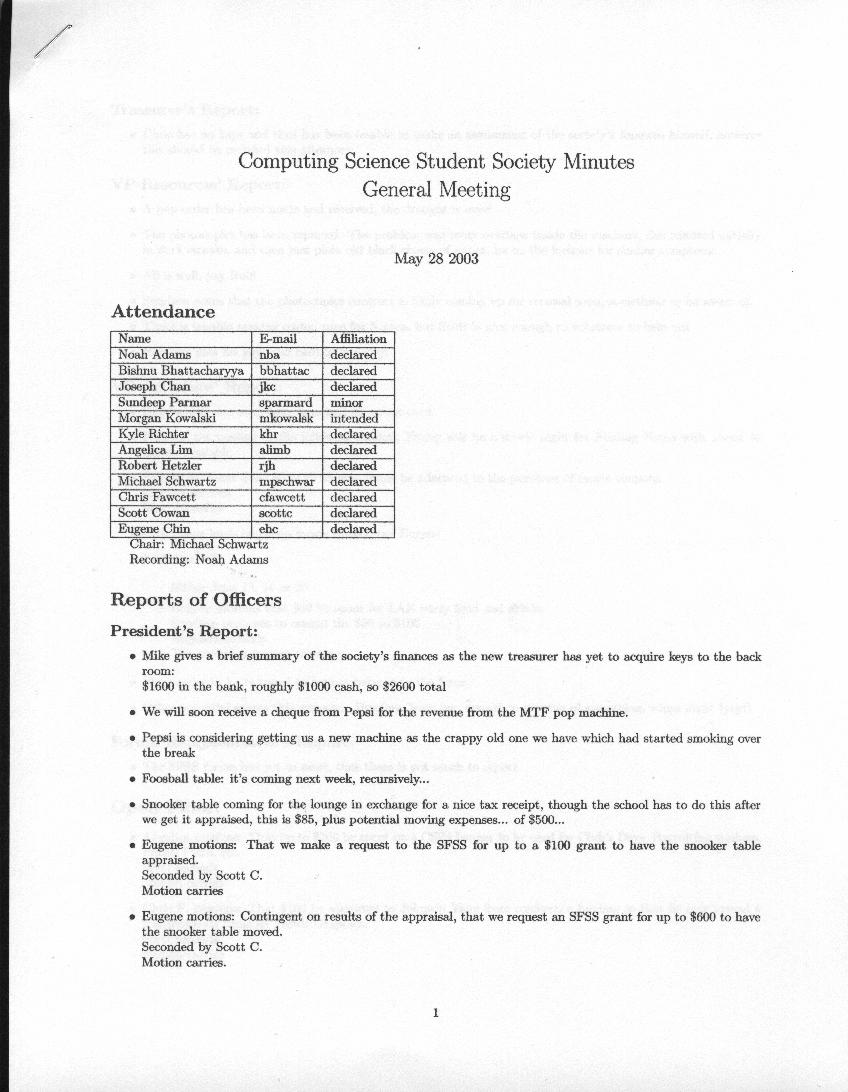 Computing Science Student Society Minutes
General Meeting
May 28 2003
Attendance
Name E-mail Affiliation
Noah Adams nba declared
Bishnu Bhattacharyya bbhattac declared
Joseph Chan jkc declared
Sundeep Parmar sparmard minor
Morgan Kowalski mkowalsk intended
Kyle Richter khr declared
Angelica Lim alimb declared
Robert Hetzler rjh declared
Michael Schwartz mpschwar declared
Chris Fawcett cfawcett declared
Scott Cowan scottc declared
Eugene Chin ehc declared
Chair: Michael Schwartz
Recording: Noah Adams
Reports of Officers
President's Report:
• Mike gives a brief summary of the society's finances as the new treasurer has yet to acquire keys to the back
room:
$1600 in the bank, roughly $1000 cash, so $2600 total
• We will soon receive a cheque from Pepsi for the revenue from the MTF pop machine.
• Pepsi is considering getting us a new machine as the crappy old one we have which had started smoking over
the break
• Foosball table: it's coming next week, recursively...
• Snooker table coming for the lounge in exchange for a nice tax receipt, though the school has to do this after
we get it appraised, this is $85, plus potential moving expenses... of $500...
• Eugene motions: That we make a request to the SFSS for up to a $100 grant to have the snooker table
appraised.
Seconded by Scott C.
Motion carries
• Eugene motions: Contingent on results of the appraisal, that we request an SFSS grant for up to $600 to have
the snooker table moved.
Seconded by Scott C.
Motion carries.
1